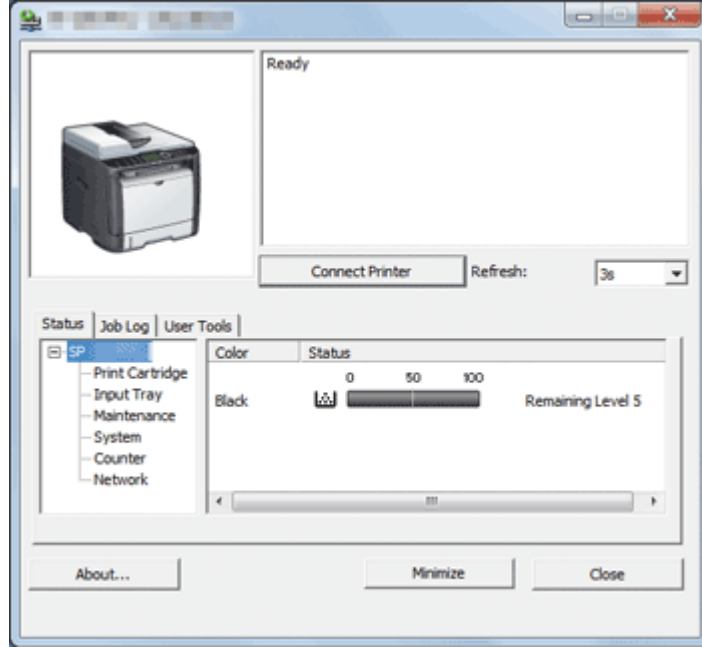 Ready
Connect Printer
Refresh:
3s
Status
Job Log
User Tools
SP
Print Cartridge
Input Tray
Maintenance
System
Counter
Network
Color
Status
0
50
100
Black
Remaining Level 5
About...
Minimize
Close